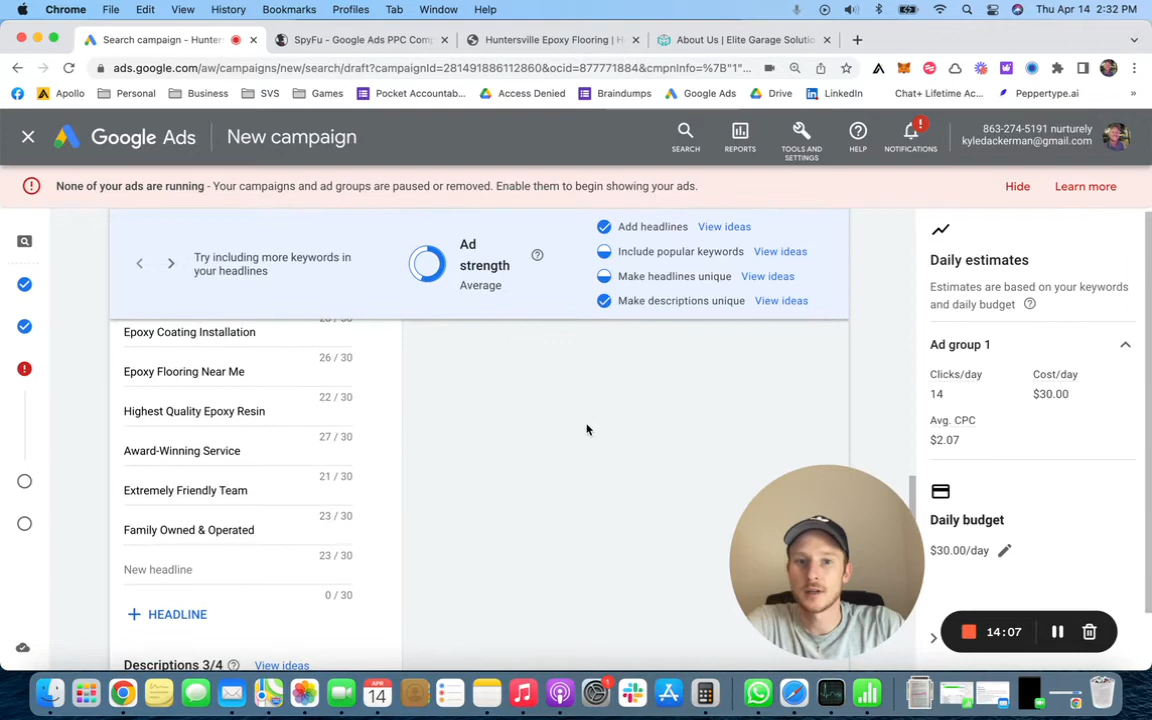 Chrome File Edit View History Bookmarks Profiles Tab Window Help Thu Apr 14 2:32 PM
Search campaign - Hunter SpyFu - Google Ads PPC Com Huntersville Epoxy Flooring | H About Us | Elite Garage Solutio
ads.google.com/aw/campaigns/new/search/draft?campaignId=281491886112860&ocid=877771884&cmpnInfo=%7B"1"...
Apollo Personal Business SVS Games Pocket Accountab... Access Denied Braindumps Google Ads Drive LinkedIn Chat+ Lifetime Ac... Peppertype.ai »
Google Ads New campaign
SEARCH REPORTS TOOLS AND SETTINGS HELP NOTIFICATIONS
863-274-5191 nurturely
kyledackerman@gmail.com
None of your ads are running - Your campaigns and ad groups are paused or removed. Enable them to begin showing your ads. Hide Learn more
Try including more keywords in
your headlines
Ad
strength
Average
Add headlines View ideas
Include popular keywords View ideas
Make headlines unique View ideas
Make descriptions unique View ideas
Epoxy Coating Installation
26 / 30
Epoxy Flooring Near Me
22 / 30
Highest Quality Epoxy Resin
27 / 30
Award-Winning Service
21 / 30
Extremely Friendly Team
23 / 30
Family Owned & Operated
23 / 30
New headline
0 / 30
+ HEADLINE
Descriptions 3/4 View ideas
Daily estimates
Estimates are based on your keywords
and daily budget
Ad group 1
Clicks/day Cost/day
14 $30.00
Avg. CPC
$2.07
Daily budget
$30.00/day
14:07
APR
14
1